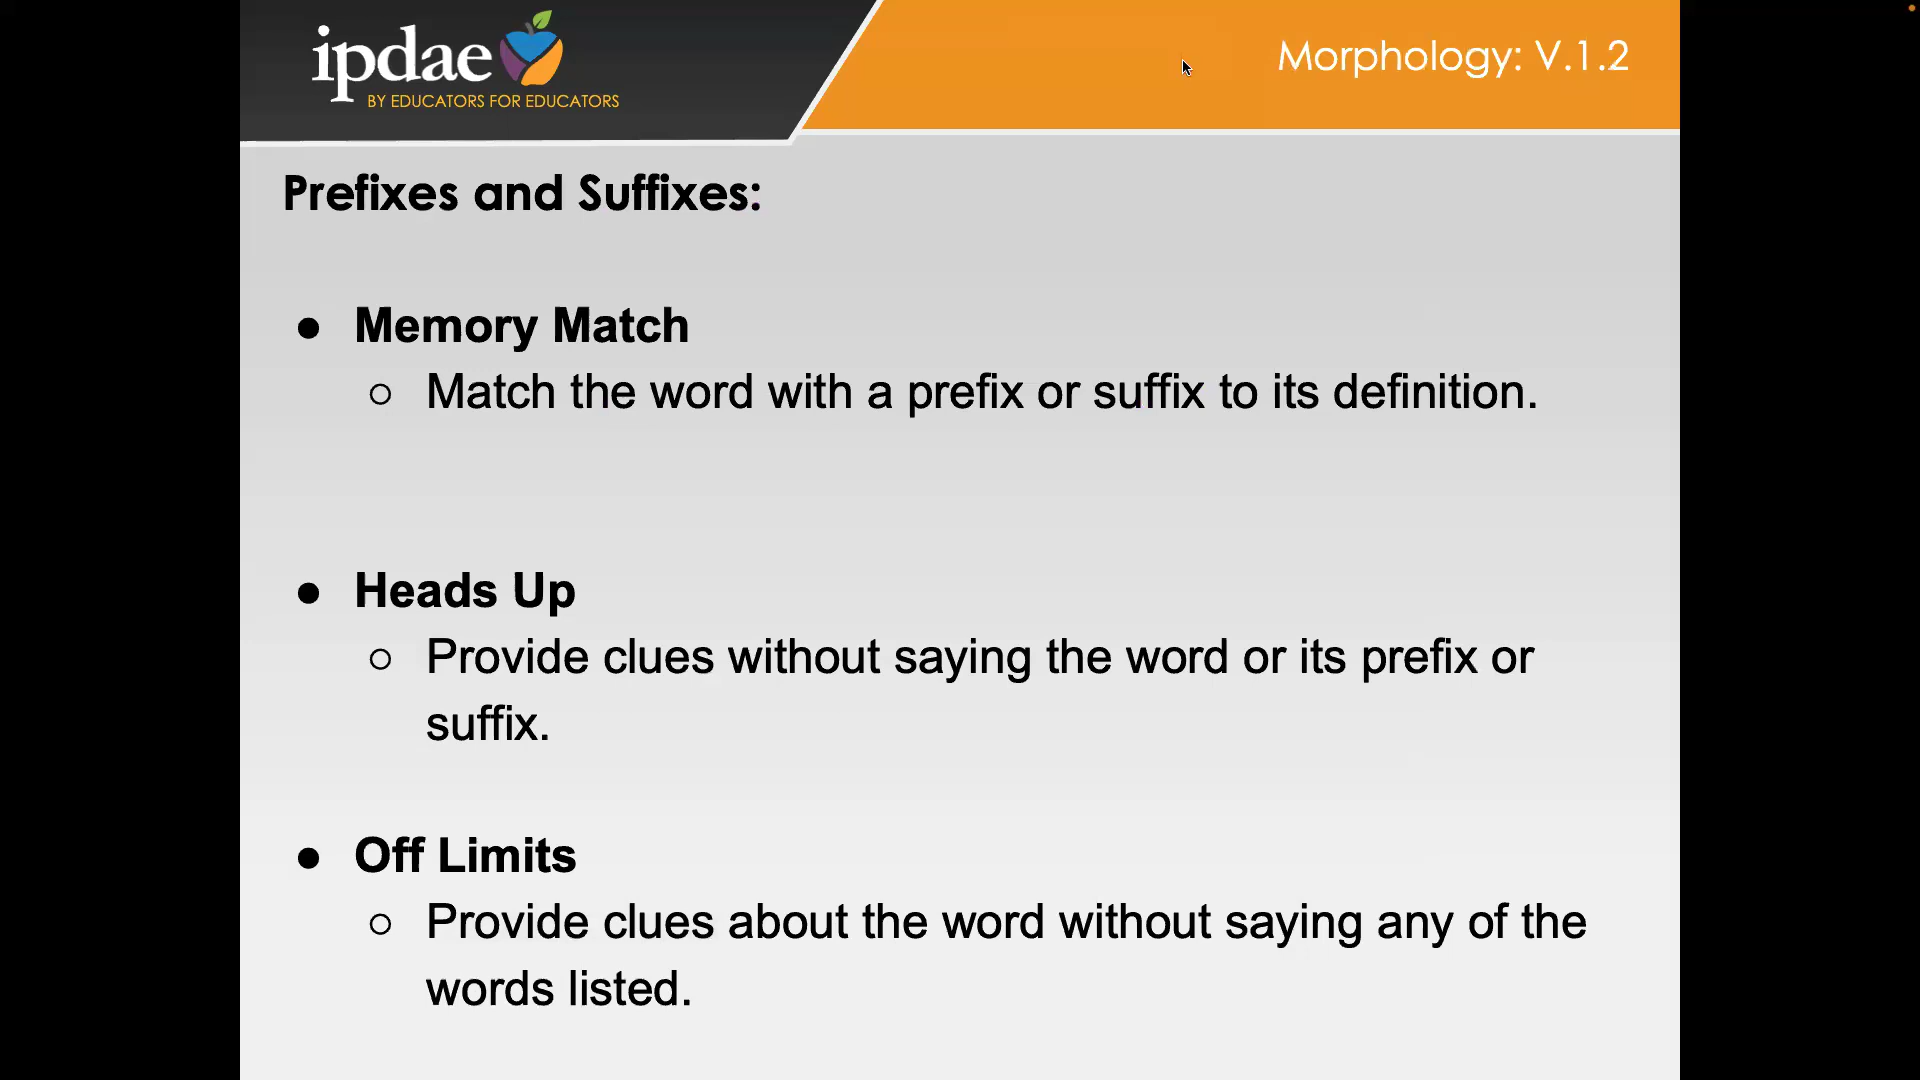 ipdae
BY EDUCATORS FOR EDUCATORS
Morphology: V.1.2
Prefixes and Suffixes:
● Memory Match
○ Match the word with a prefix or suffix to its definition.
● Heads Up
○ Provide clues without saying the word or its prefix or
suffix.
● Off Limits
○ Provide clues about the word without saying any of the
words listed.